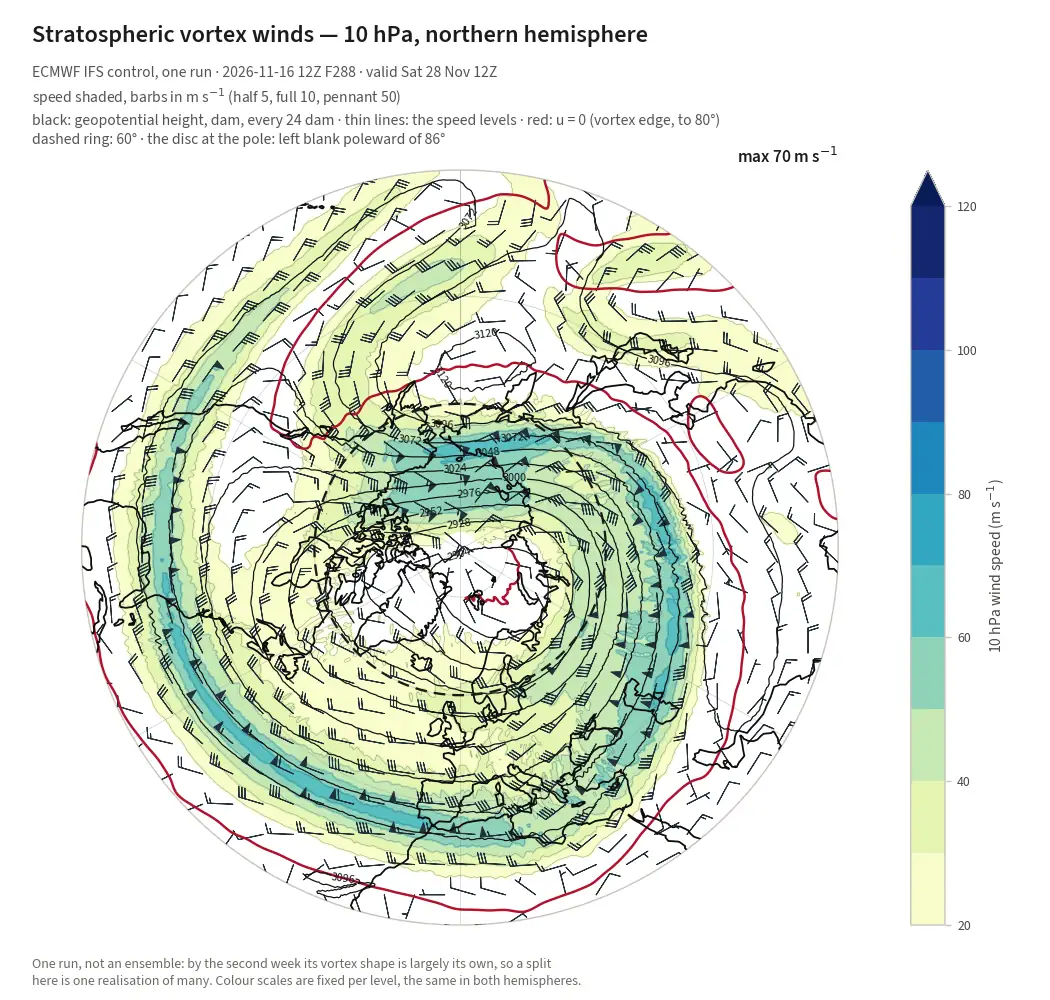 Stratospheric vortex winds — 10 hPa, northern hemisphere
ECMWF IFS control, one run · 2026-11-16 12Z F288 · valid Sat 28 Nov 12Z
speed shaded, barbs in m s⁻¹ (half 5, full 10, pennant 50)
black: geopotential height, dam, every 24 dam · thin lines: the speed levels · red: u = 0 (vortex edge, to 80°)
dashed ring: 60° · the disc at the pole: left blank poleward of 86°
max 70 m s⁻¹
120
100
80
60
40
20
10 hPa wind speed (m s⁻¹)
3072
3120
3120
3096
3096
3072
3072
3048
3024
3000
2976
2952
2928
3096
One run, not an ensemble: by the second week its vortex shape is largely its own, so a split
here is one realisation of many. Colour scales are fixed per level, the same in both hemispheres.